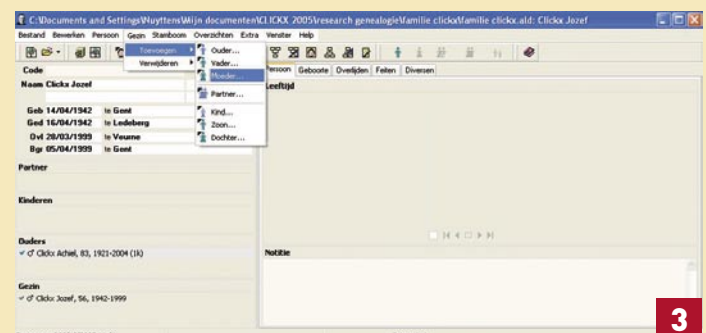 C:\Documents and Settings\Nuyttens\Mijn documenten\CLICKX 2005\research genealogie\familie clickx\familie clickx.ald: Clickx Jozef
Bestand Bewerken Persoon Gezin Stamboom Overzichten Extra Venster Help
Toevoegen
Verwijderen
Ouder...
Vader...
Moeder...
Partner...
Kind...
Zoon...
Dochter...
Persoon Geboorte Overlijden Feiten Diversen
Code
Naam Clickx Jozef
Leeftijd
Geb 14/04/1942 te Gent
Ged 16/04/1942 te Ledeberg
Ovl 28/03/1999 te Veurne
Bgr 05/04/1999 te Gent
Partner
Kinderen
Ouders
♂ Clickx Achiel, 83, 1921-2004 (1k)
Notitie
Gezin
♂ Clickx Jozef, 56, 1942-1999
3